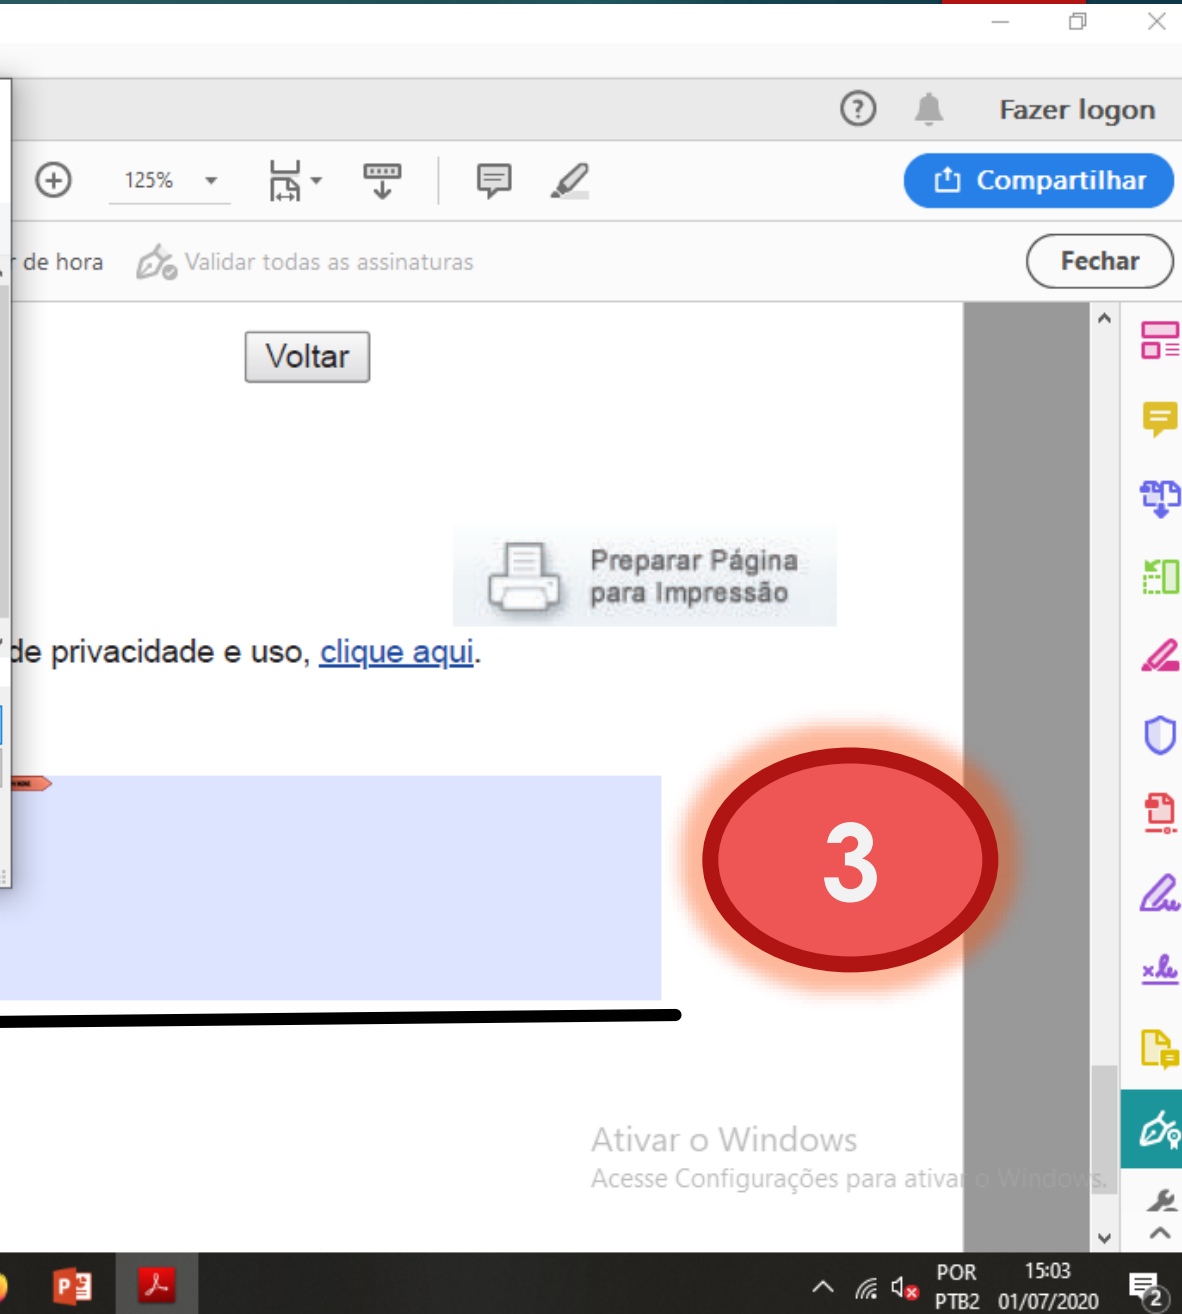 Fazer logon
125%
Compartilhar
de hora
Validar todas as assinaturas
Fechar
Voltar
Preparar Página
para Impressão
de privacidade e uso, clique aqui.
3
Ativar o Windows
Acesse Configurações para ativar o Windows.
POR
15:03
PTB2
01/07/2020
2